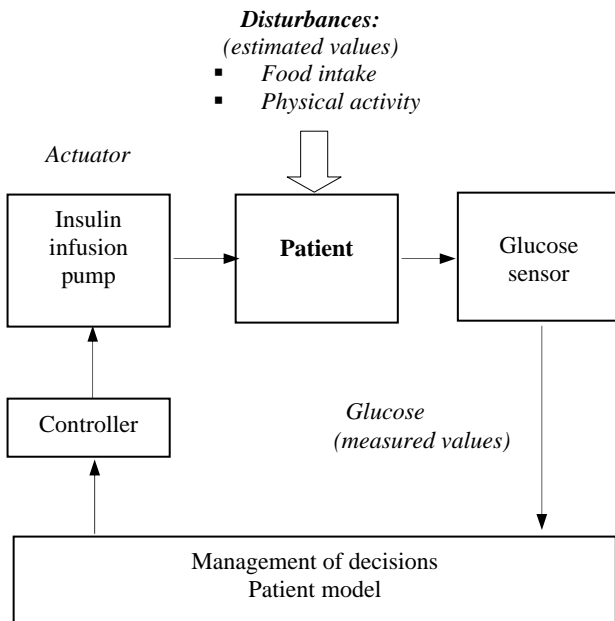 Disturbances:
(estimated values)
▪ Food intake
▪ Physical activity
Actuator
Insulin
infusion
pump
Patient
Glucose
sensor
Controller
Glucose
(measured values)
Management of decisions
Patient model